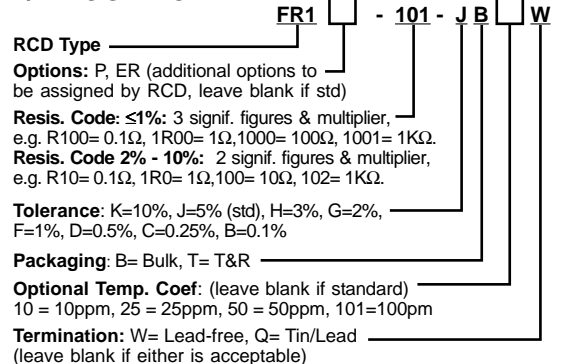 FR1 - 101 - J B W
RCD Type
Options: P, ER (additional options to
be assigned by RCD, leave blank if std)
Resis. Code: ≤1%: 3 signif. figures & multiplier,
e.g. R100= 0.1Ω, 1R00= 1Ω,1000= 100Ω, 1001= 1KΩ.
Resis. Code 2% - 10%: 2 signif. figures & multiplier,
e.g. R10= 0.1Ω, 1R0= 1Ω,100= 10Ω, 102= 1KΩ.
Tolerance: K=10%, J=5% (std), H=3%, G=2%,
F=1%, D=0.5%, C=0.25%, B=0.1%
Packaging: B= Bulk, T= T&R
Optional Temp. Coef: (leave blank if standard)
10 = 10ppm, 25 = 25ppm, 50 = 50ppm, 101=100pm
Termination: W= Lead-free, Q= Tin/Lead
(leave blank if either is acceptable)